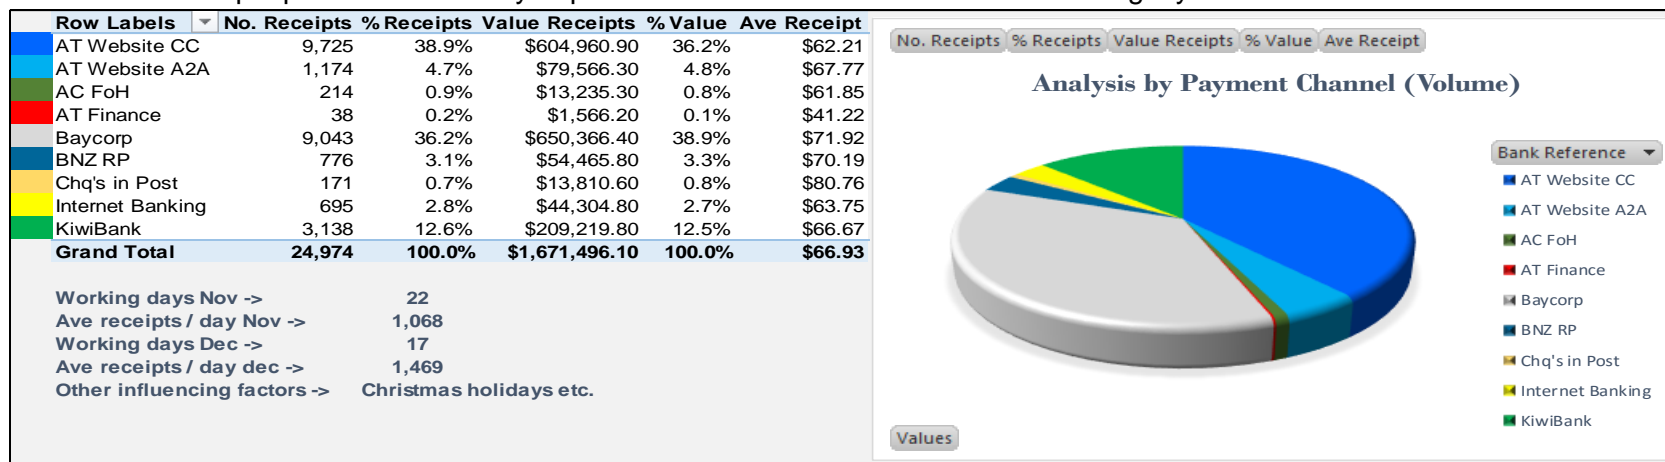 Row Labels No. Receipts % Receipts Value Receipts % Value Ave Receipt
AT Website CC 9,725 38.9% $604,960.90 36.2% $62.21
AT Website A2A 1,174 4.7% $79,566.30 4.8% $67.77
AC FoH 214 0.9% $13,235.30 0.8% $61.85
AT Finance 38 0.2% $1,566.20 0.1% $41.22
Baycorp 9,043 36.2% $650,366.40 38.9% $71.92
BNZ RP 776 3.1% $54,465.80 3.3% $70.19
Chq's in Post 171 0.7% $13,810.60 0.8% $80.76
Internet Banking 695 2.8% $44,304.80 2.7% $63.75
KiwiBank 3,138 12.6% $209,219.80 12.5% $66.67
Grand Total 24,974 100.0% $1,671,496.10 100.0% $66.93
Working days Nov -> 22
Ave receipts / day Nov -> 1,068
Working days Dec -> 17
Ave receipts / day dec -> 1,469
Other influencing factors -> Christmas holidays etc.
No. Receipts % Receipts Value Receipts % Value Ave Receipt
Analysis by Payment Channel (Volume)
Bank Reference
AT Website CC
AT Website A2A
AC FoH
AT Finance
Baycorp
BNZ RP
Chq's in Post
Internet Banking
KiwiBank
Values